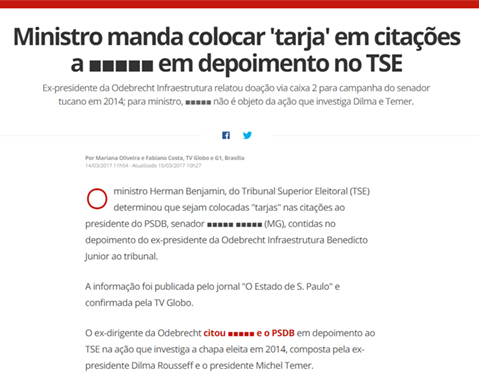 Ministro manda colocar 'tarja' em citações
a ■■■■■ em depoimento no TSE
Ex-presidente da Odebrecht Infraestrutura relatou doação via caixa 2 para campanha do senador
tucano em 2014; para ministro, ■■■■■ não é objeto da ação que investiga Dilma e Temer.
Por Mariana Oliveira e Fabiano Costa, TV Globo e G1, Brasília
14/03/2017 11h54 · Atualizado 15/03/2017 10h27
O ministro Herman Benjamin, do Tribunal Superior Eleitoral (TSE)
determinou que sejam colocadas "tarjas" nas citações ao
presidente do PSDB, senador ■■■■■ ■■■■■ (MG), contidas no
depoimento do ex-presidente da Odebrecht Infraestrutura Benedicto
Junior ao tribunal.
A informação foi publicada pelo jornal "O Estado de S. Paulo" e
confirmada pela TV Globo.
O ex-dirigente da Odebrecht citou ■■■■■ e o PSDB em depoimento ao
TSE na ação que investiga a chapa eleita em 2014, composta pela ex-
presidente Dilma Rousseff e o presidente Michel Temer.